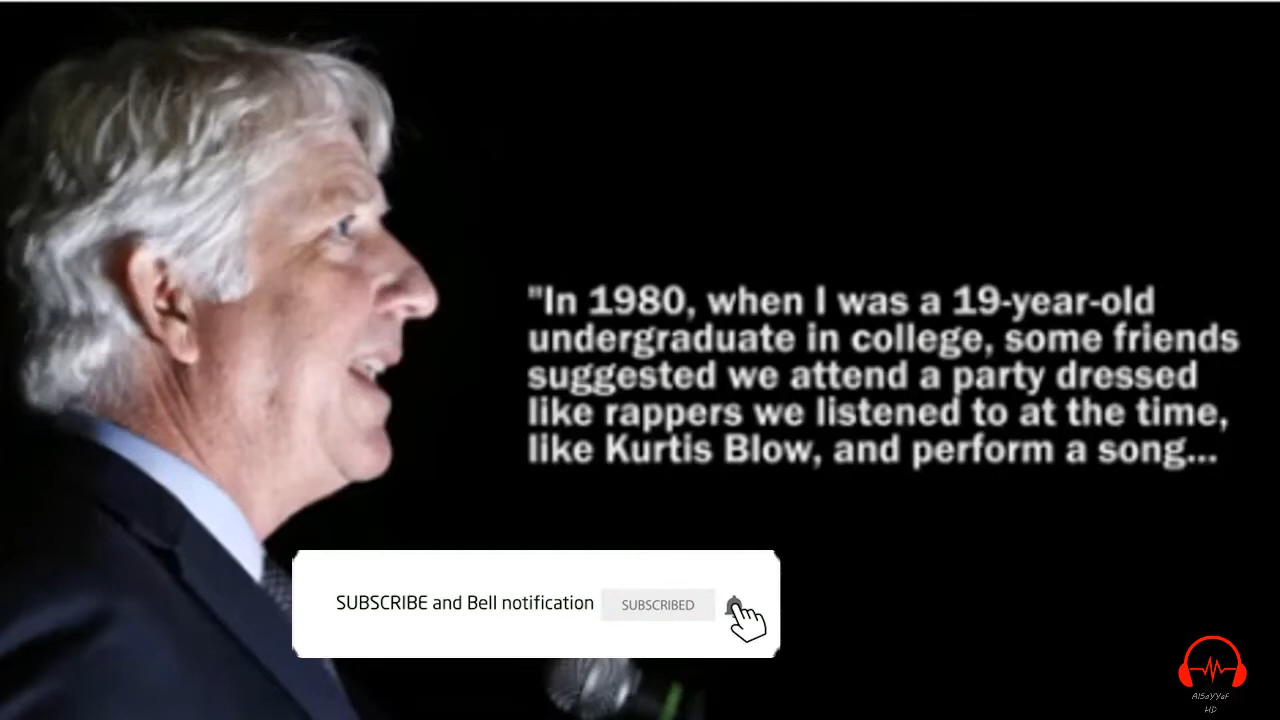 "In 1980, when I was a 19-year-old
undergraduate in college, some friends
suggested we attend a party dressed
like rappers we listened to at the time,
like Kurtis Blow, and perform a song...
SUBSCRIBE and Bell notification SUBSCRIBED
AlSaYYaF
HD